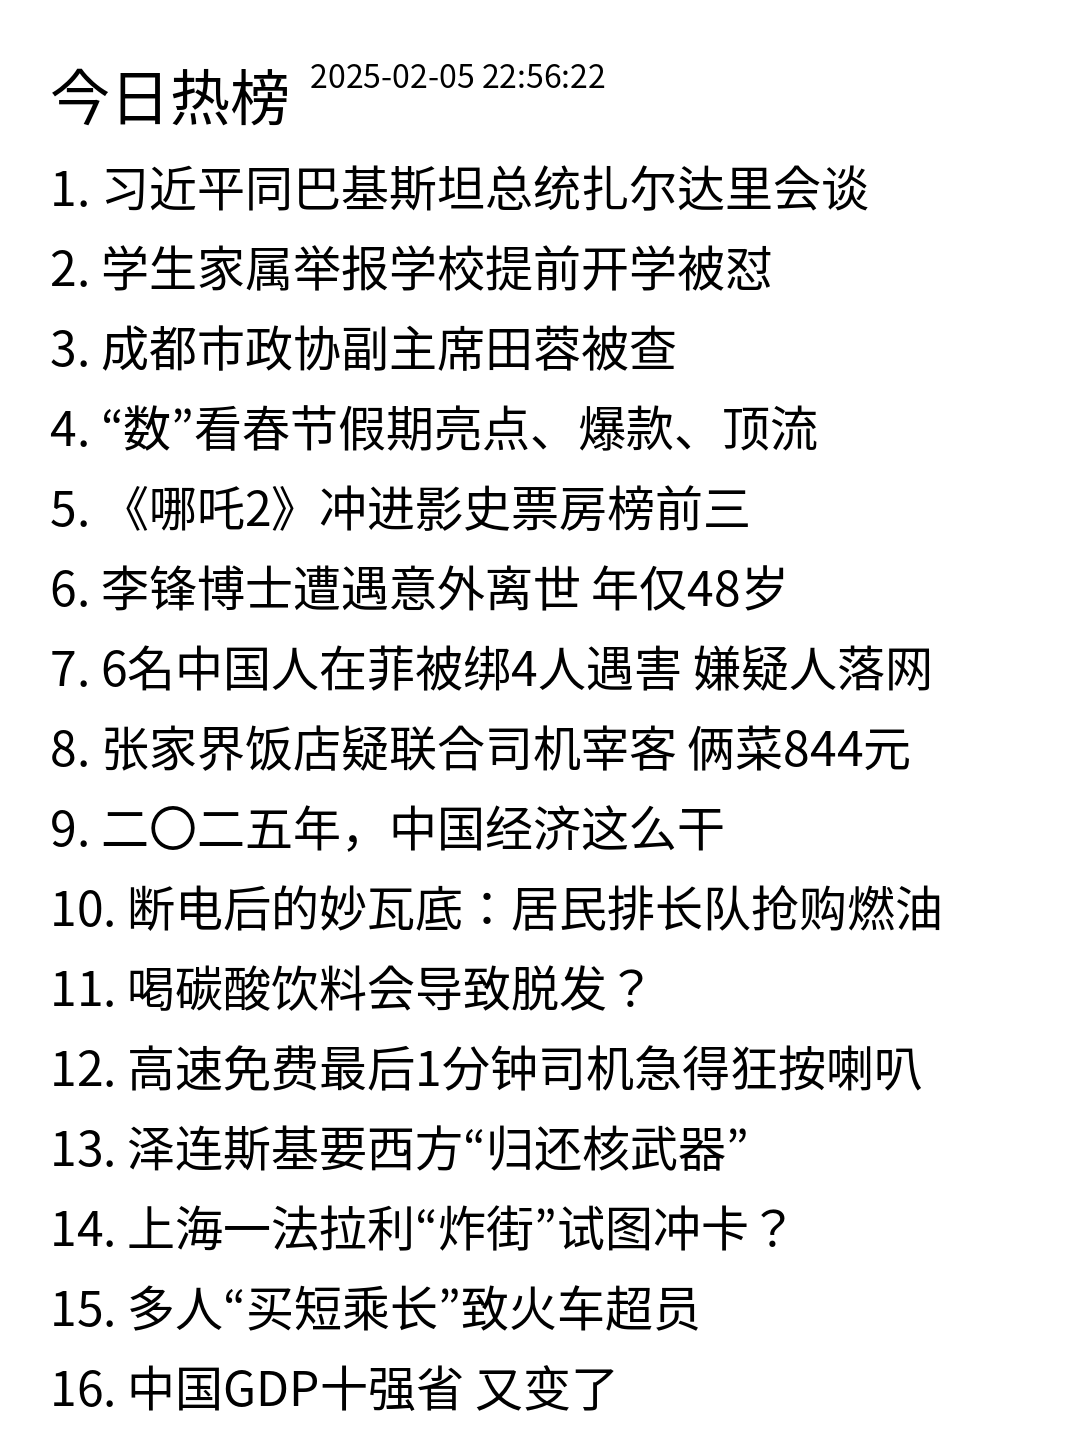 今日热榜 2025-02-05 22:56:22
1. 习近平同巴基斯坦总统扎尔达里会谈
2. 学生家属举报学校提前开学被怼
3. 成都市政协副主席田蓉被查
4. “数”看春节假期亮点、爆款、顶流
5. 《哪吒2》冲进影史票房榜前三
6. 李锋博士遭遇意外离世 年仅48岁
7. 6名中国人在菲被绑4人遇害 嫌疑人落网
8. 张家界饭店疑联合司机宰客 俩菜844元
9. 二〇二五年，中国经济这么干
10. 断电后的妙瓦底：居民排长队抢购燃油
11. 喝碳酸饮料会导致脱发？
12. 高速免费最后1分钟司机急得狂按喇叭
13. 泽连斯基要西方“归还核武器”
14. 上海一法拉利“炸街”试图冲卡？
15. 多人“买短乘长”致火车超员
16. 中国GDP十强省 又变了